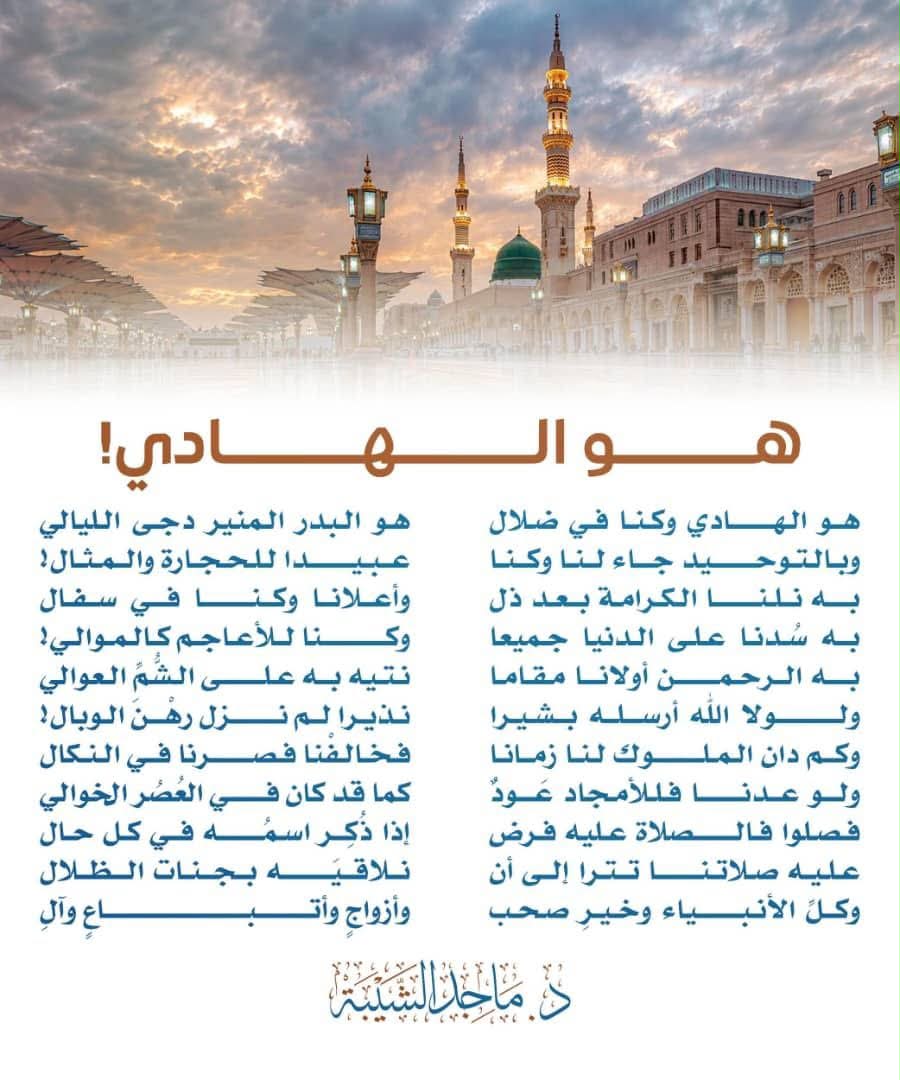 هو الهادي!
هو الهادي وكنا في ضلال هو البدر المنير دجى الليالي
وبالتوحيد جاء لنا وكنا عبيدا للحجارة والمثال!
به نلنا الكرامة بعد ذل وأعلانا وكنا في سفال
به سُدنا على الدنيا جميعا وكنا للأعاجم كالموالي!
به الرحمن أولانا مقاما نتيه به على الشُّمِّ العوالي
ولولا الله أرسله بشيرا نذيرا لم نزل رهْنَ الوبال!
وكم دان الملوك لنا زمانا فخالفْنا فصرنا في النكال
ولو عدنا فللأمجاد عَودٌ كما قد كان في العُصُر الخوالي
فصلوا فالصلاة عليه فرض إذا ذُكِر اسمُه في كل حال
عليه صلاتنا تترا إلى أن نلاقيَه بجنات الظلال
وكلِّ الأنبياء وخيرِ صحب وأزواجٍ وأتباعٍ وآلِ
د. مَاجِدُ الشَّيْبَة